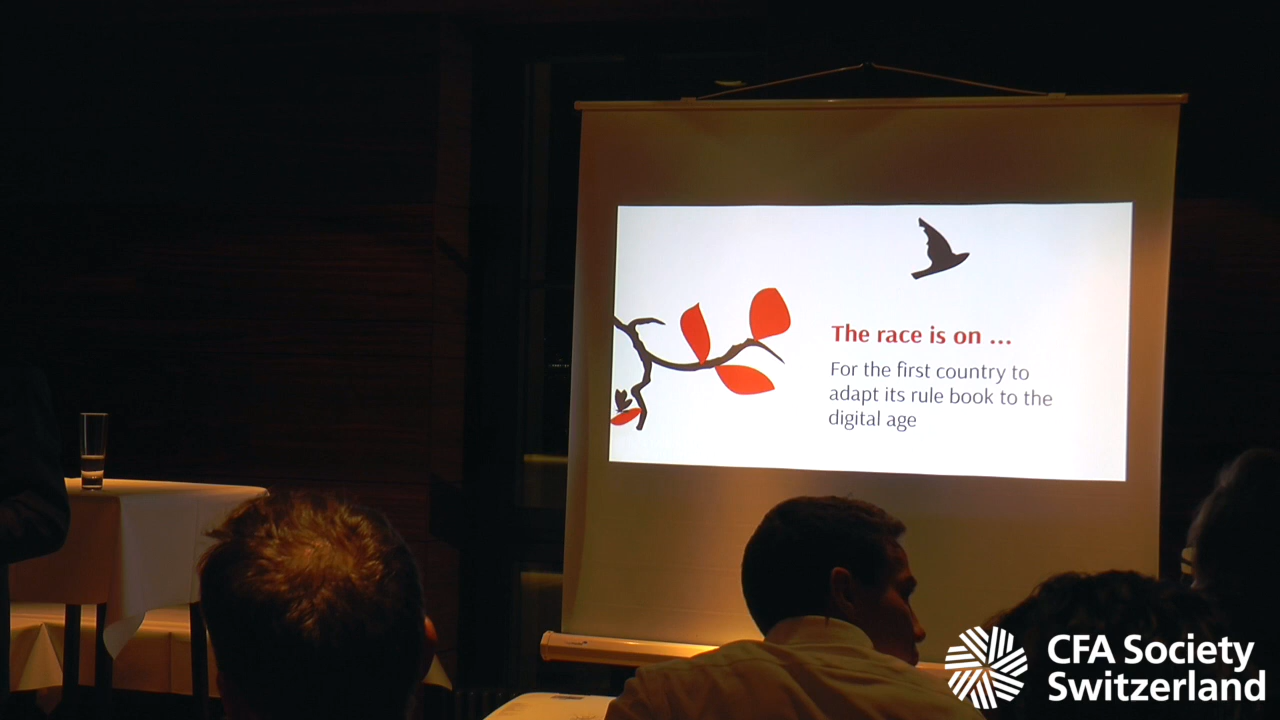 The race is on ...
For the first country to
adapt its rule book to the
digital age
CFA Society
Switzerland